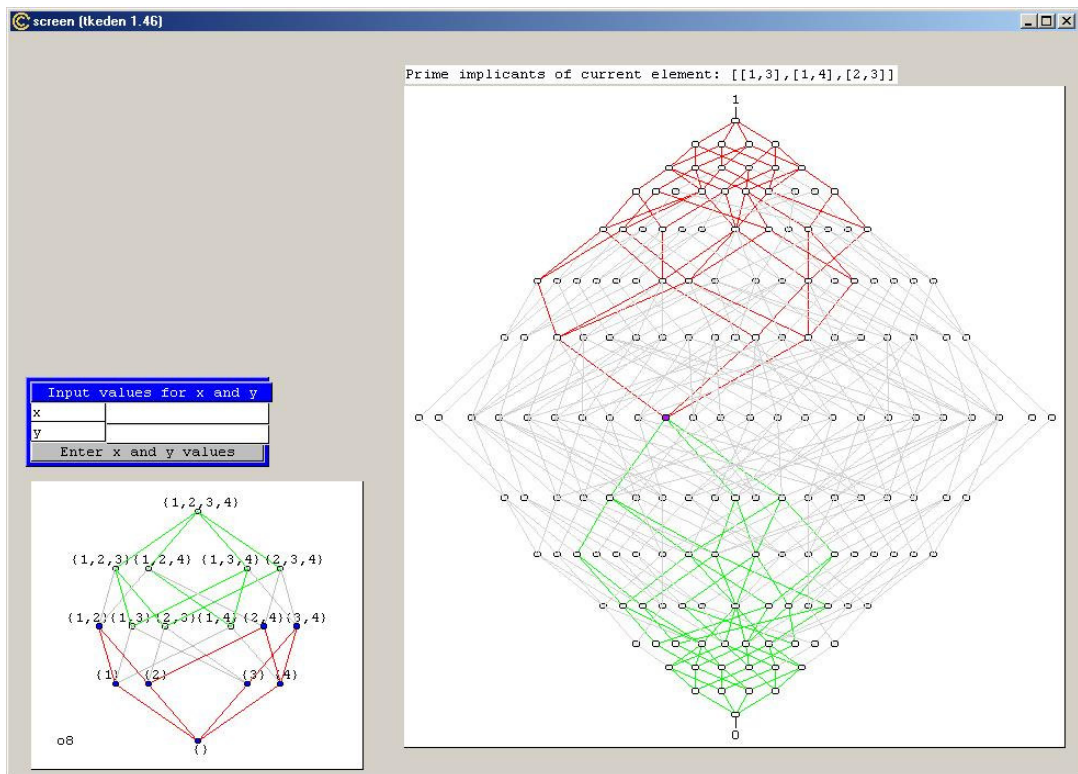 screen (tkeden 1.46)
Prime implicants of current element: [[1,3],[1,4],[2,3]]
1
Input values for x and y
x
y
Enter x and y values
{1,2,3,4}
{1,2,3} {1,2,4} {1,3,4} {2,3,4}
{1,2} {1,3} {2,3} {1,4} {2,4} {3,4}
{1} {2} {3} {4}
{}
o8
0